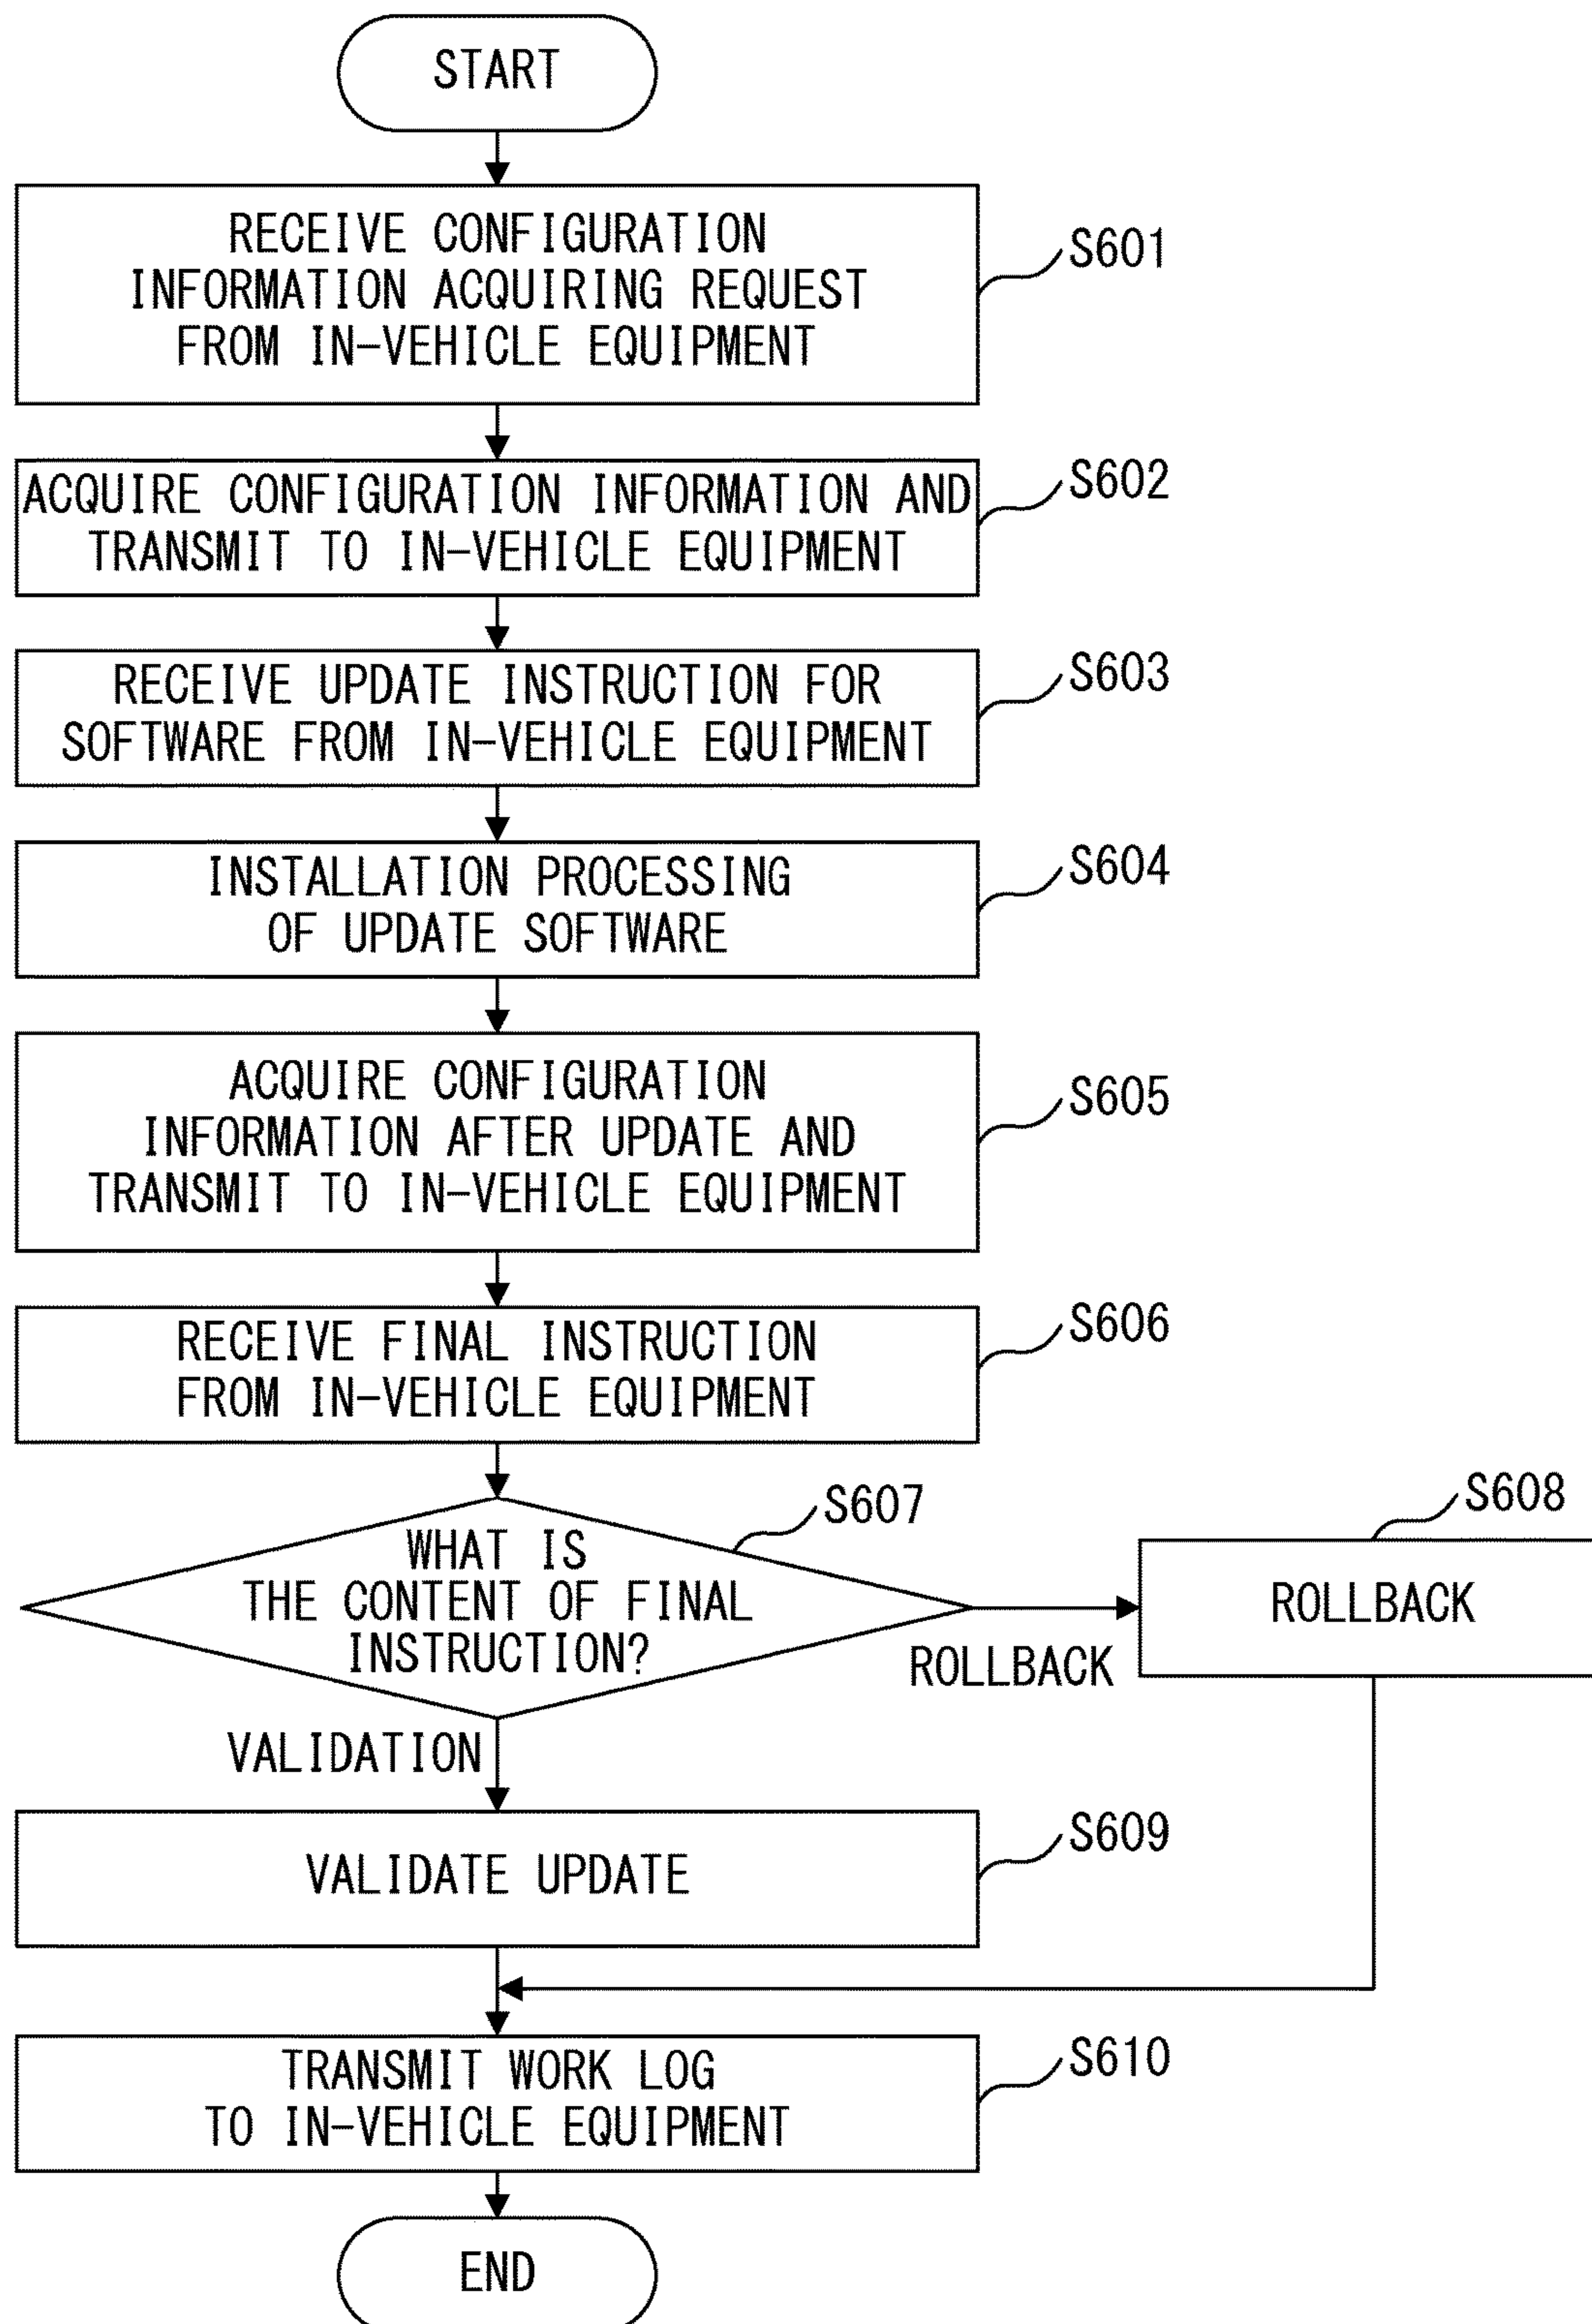 START
RECEIVE CONFIGURATION
INFORMATION ACQUIRING REQUEST
FROM IN-VEHICLE EQUIPMENT
S601
ACQUIRE CONFIGURATION INFORMATION AND
TRANSMIT TO IN-VEHICLE EQUIPMENT
S602
RECEIVE UPDATE INSTRUCTION FOR
SOFTWARE FROM IN-VEHICLE EQUIPMENT
S603
INSTALLATION PROCESSING
OF UPDATE SOFTWARE
S604
ACQUIRE CONFIGURATION
INFORMATION AFTER UPDATE AND
TRANSMIT TO IN-VEHICLE EQUIPMENT
S605
RECEIVE FINAL INSTRUCTION
FROM IN-VEHICLE EQUIPMENT
S606
WHAT IS
THE CONTENT OF FINAL
INSTRUCTION?
S607
ROLLBACK
S608
ROLLBACK
VALIDATION
VALIDATE UPDATE
S609
TRANSMIT WORK LOG
TO IN-VEHICLE EQUIPMENT
S610
END